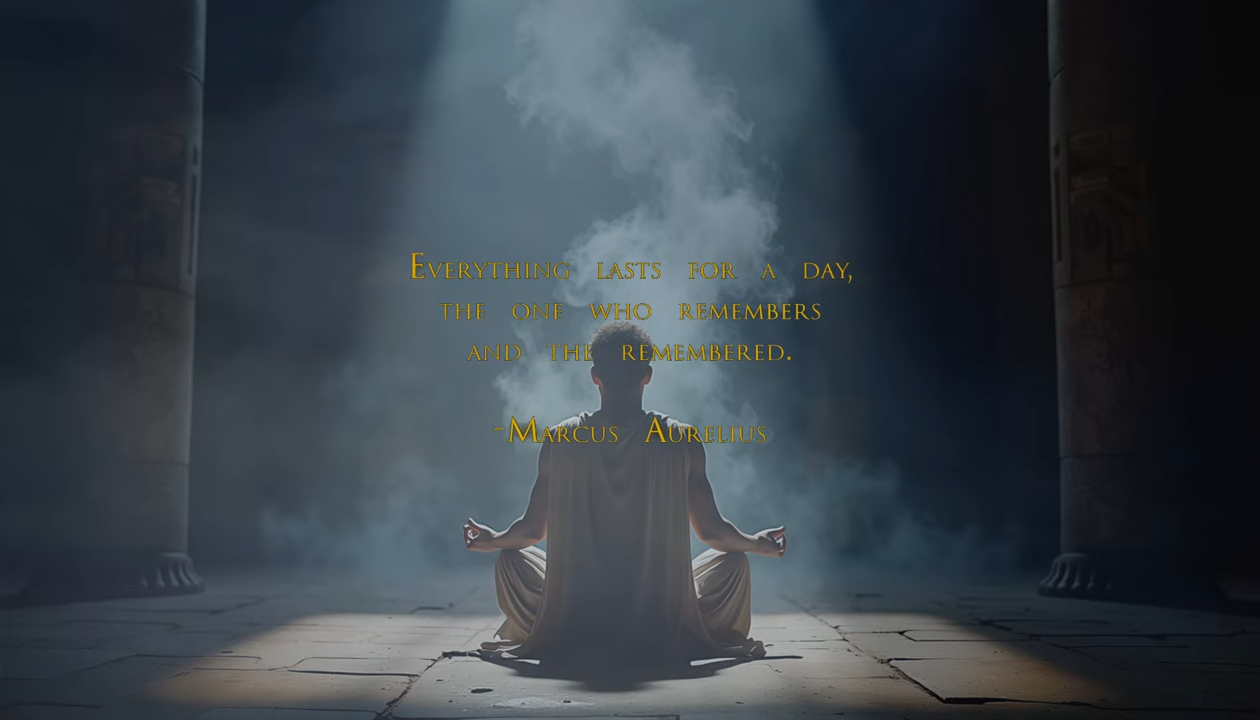 Everything lasts for a day,
the one who remembers
and the remembered.
-Marcus Aurelius